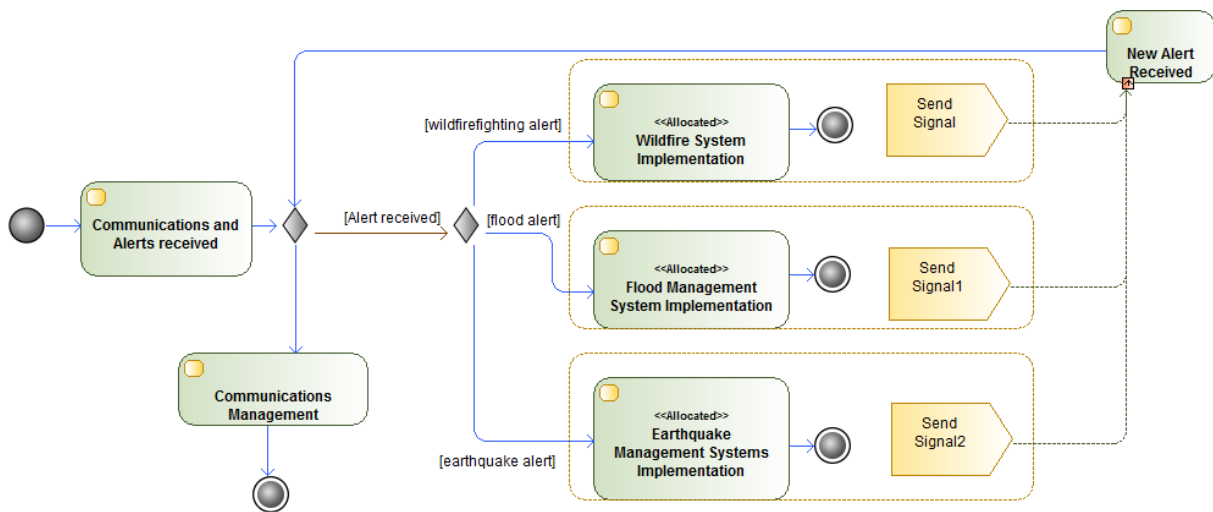 New Alert
Received
[wildfirefighting alert]
<<Allocated>>
Wildfire System
Implementation
Send
Signal
Communications and
Alerts received
[Alert received]
[flood alert]
<<Allocated>>
Flood Management
System Implementation
Send
Signal1
Communications
Management
[earthquake alert]
<<Allocated>>
Earthquake
Management Systems
Implementation
Send
Signal2